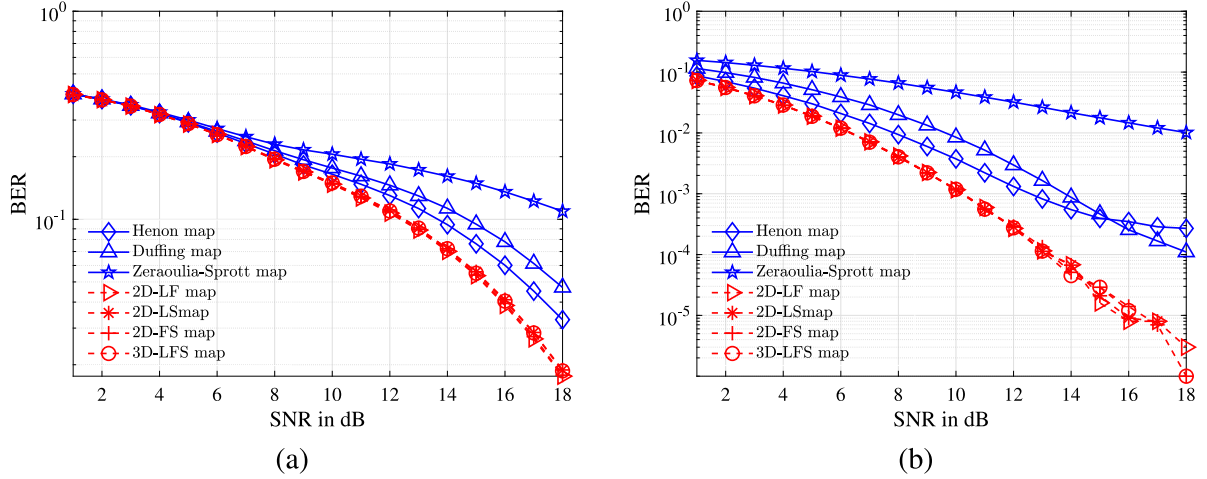 10^0
10^-1
BER
Henon map
Duffing map
Zeraoulia-Sprott map
2D-LF map
2D-LSmap
2D-FS map
3D-LFS map
2 4 6 8 10 12 14 16 18
SNR in dB
(a)
10^0
10^-1
10^-2
10^-3
10^-4
10^-5
BER
Henon map
Duffing map
Zeraoulia-Sprott map
2D-LF map
2D-LSmap
2D-FS map
3D-LFS map
2 4 6 8 10 12 14 16 18
SNR in dB
(b)